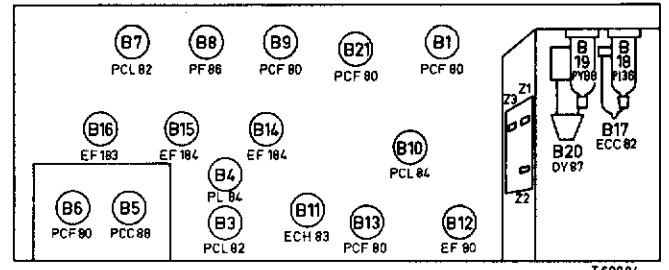 B7
PCL 82
B8
PF 86
B9
PCF 80
B21
PCF 80
B1
PCF 80
B
19
PY88
B
18
Pl36
Z3
Z1
Z2
B20
DY 87
B17
ECC 82
B16
EF 183
B15
EF 184
B14
EF 184
B10
PCL 84
B4
PL 84
B6
PCF 80
B5
PCC 88
B3
PCL 82
B11
ECH 83
B13
PCF 80
B12
EF 80